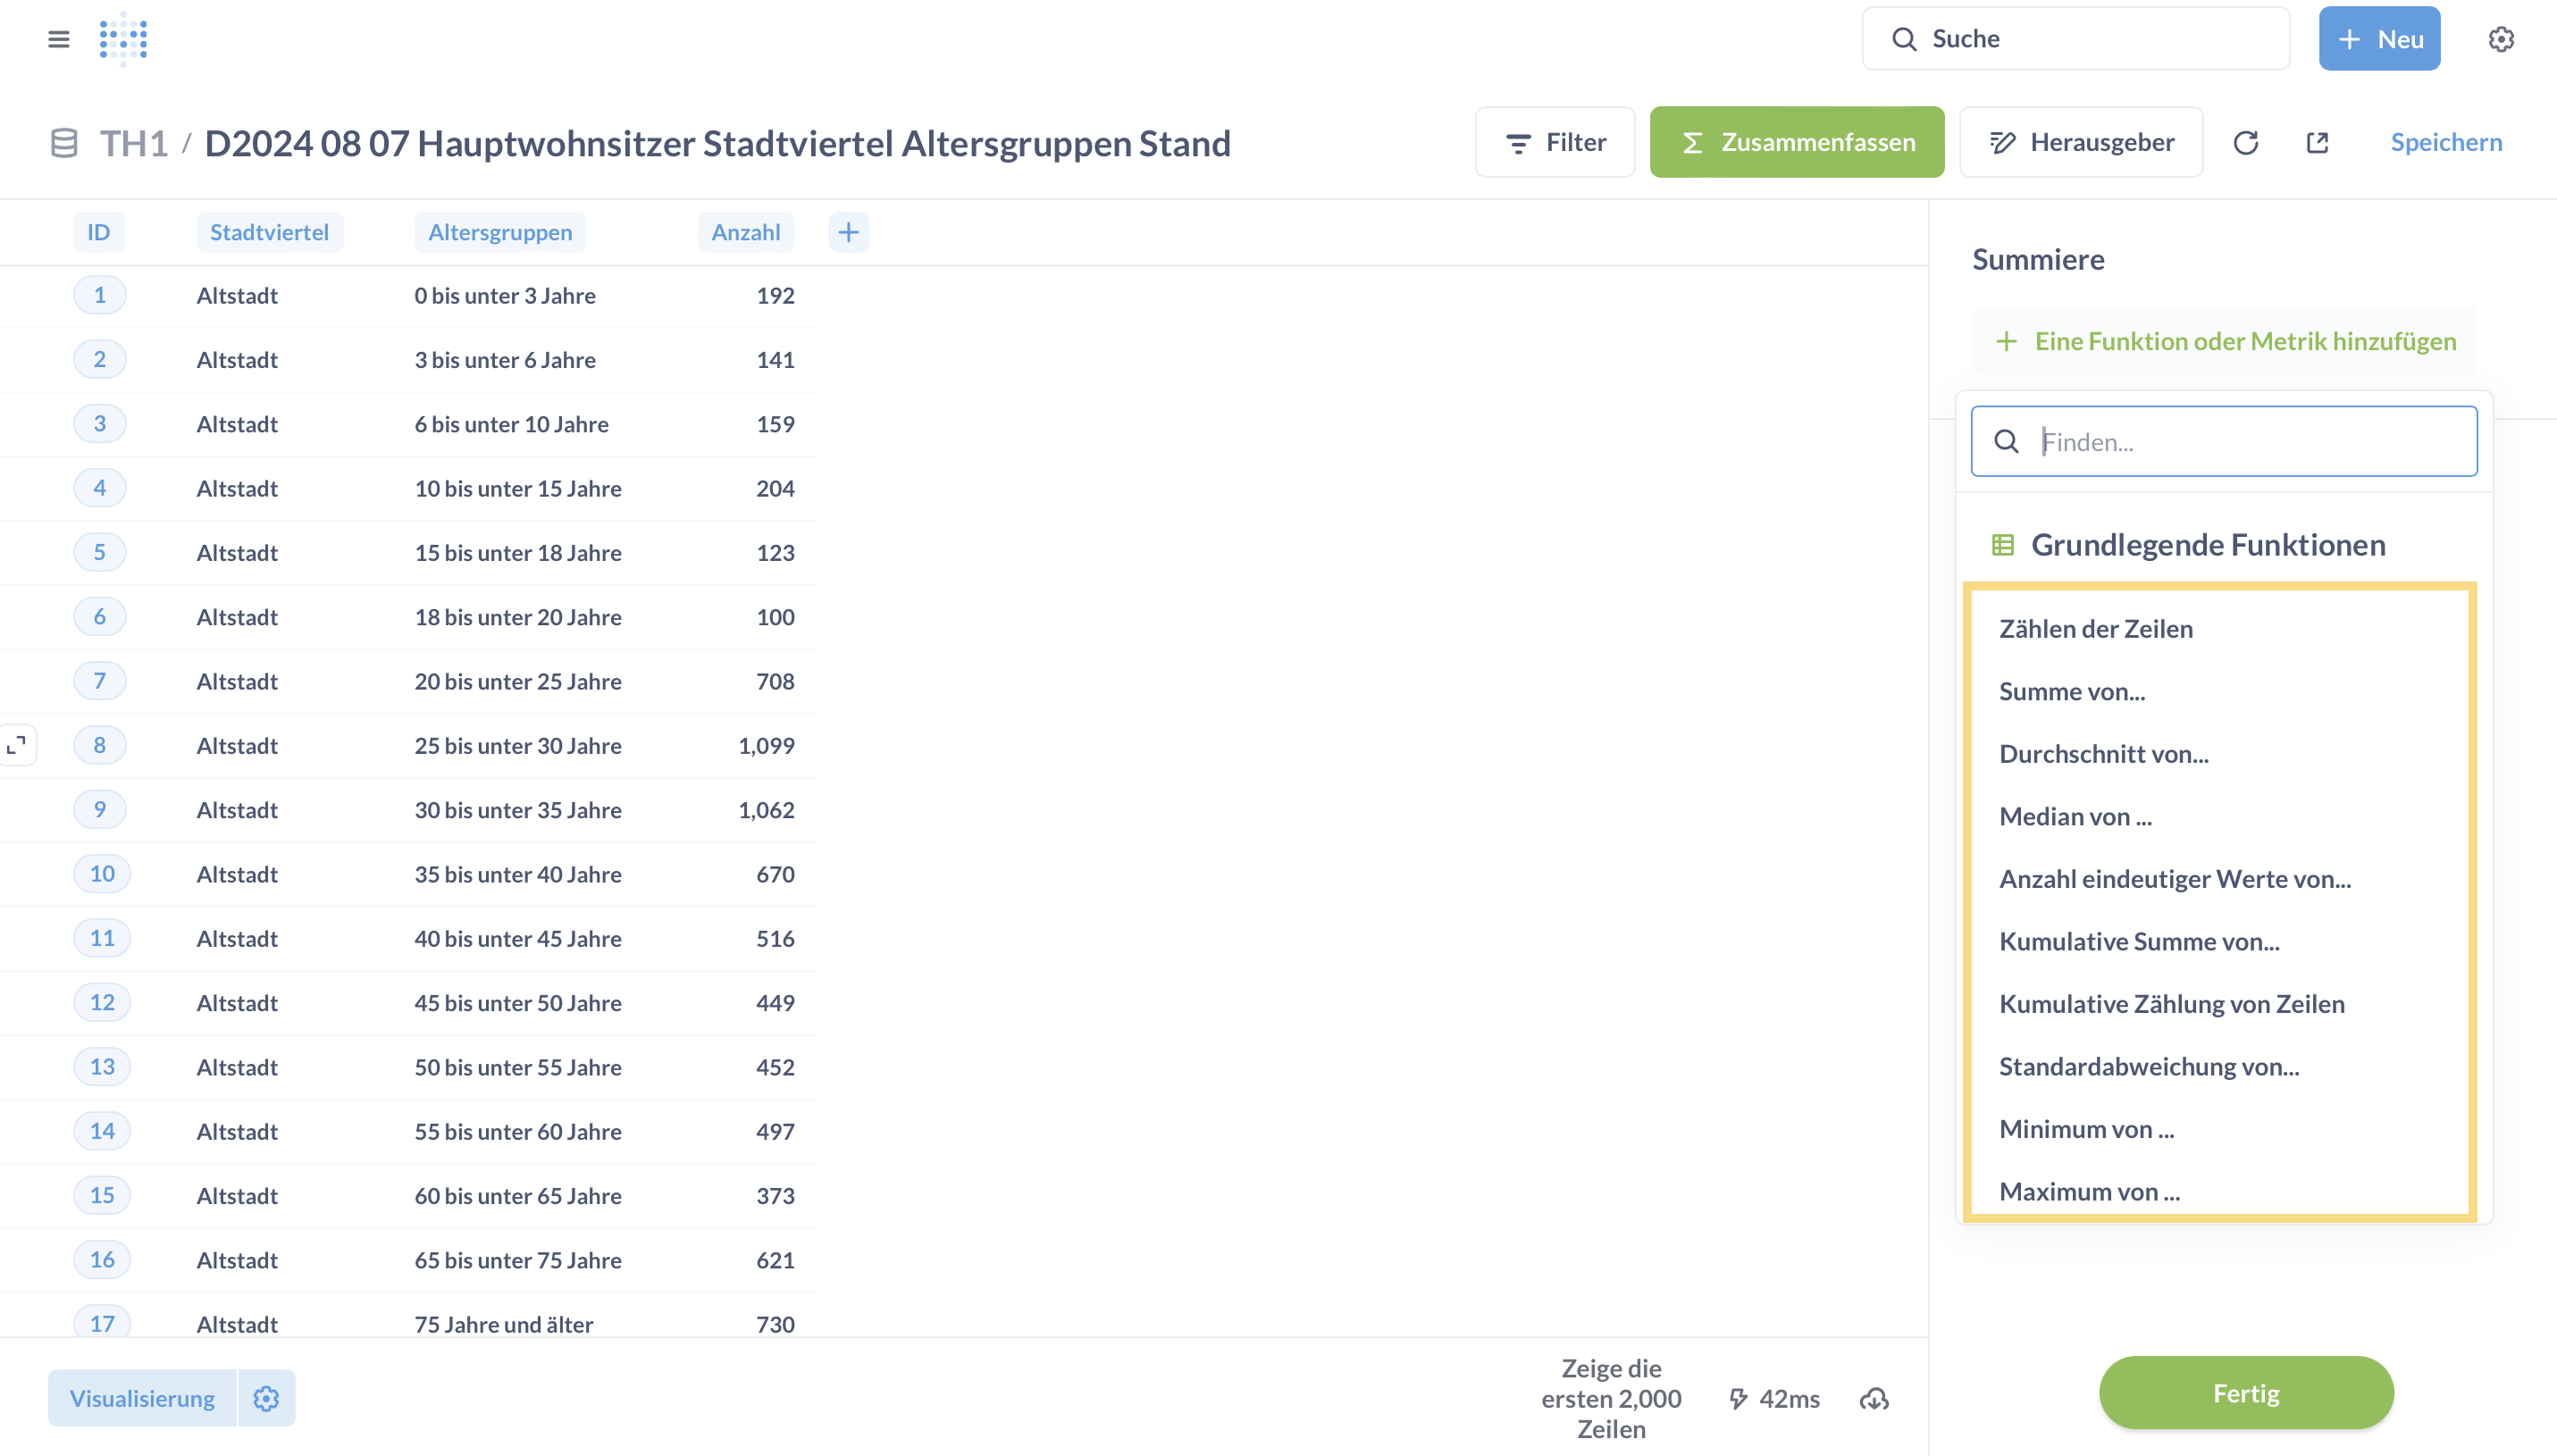 Suche
Neu
TH1 / D2024 08 07 Hauptwohnsitzer Stadtviertel Altersgruppen Stand
Filter
Zusammenfassen
Herausgeber
Speichern
ID Stadtviertel Altersgruppen Anzahl
1 Altstadt 0 bis unter 3 Jahre 192
2 Altstadt 3 bis unter 6 Jahre 141
3 Altstadt 6 bis unter 10 Jahre 159
4 Altstadt 10 bis unter 15 Jahre 204
5 Altstadt 15 bis unter 18 Jahre 123
6 Altstadt 18 bis unter 20 Jahre 100
7 Altstadt 20 bis unter 25 Jahre 708
8 Altstadt 25 bis unter 30 Jahre 1,099
9 Altstadt 30 bis unter 35 Jahre 1,062
10 Altstadt 35 bis unter 40 Jahre 670
11 Altstadt 40 bis unter 45 Jahre 516
12 Altstadt 45 bis unter 50 Jahre 449
13 Altstadt 50 bis unter 55 Jahre 452
14 Altstadt 55 bis unter 60 Jahre 497
15 Altstadt 60 bis unter 65 Jahre 373
16 Altstadt 65 bis unter 75 Jahre 621
17 Altstadt 75 Jahre und älter 730
Summiere
Eine Funktion oder Metrik hinzufügen
Finden...
Grundlegende Funktionen
Zählen der Zeilen
Summe von...
Durchschnitt von...
Median von ...
Anzahl eindeutiger Werte von...
Kumulative Summe von...
Kumulative Zählung von Zeilen
Standardabweichung von...
Minimum von ...
Maximum von ...
Visualisierung
Zeige die
ersten 2,000
Zeilen
42ms
Fertig